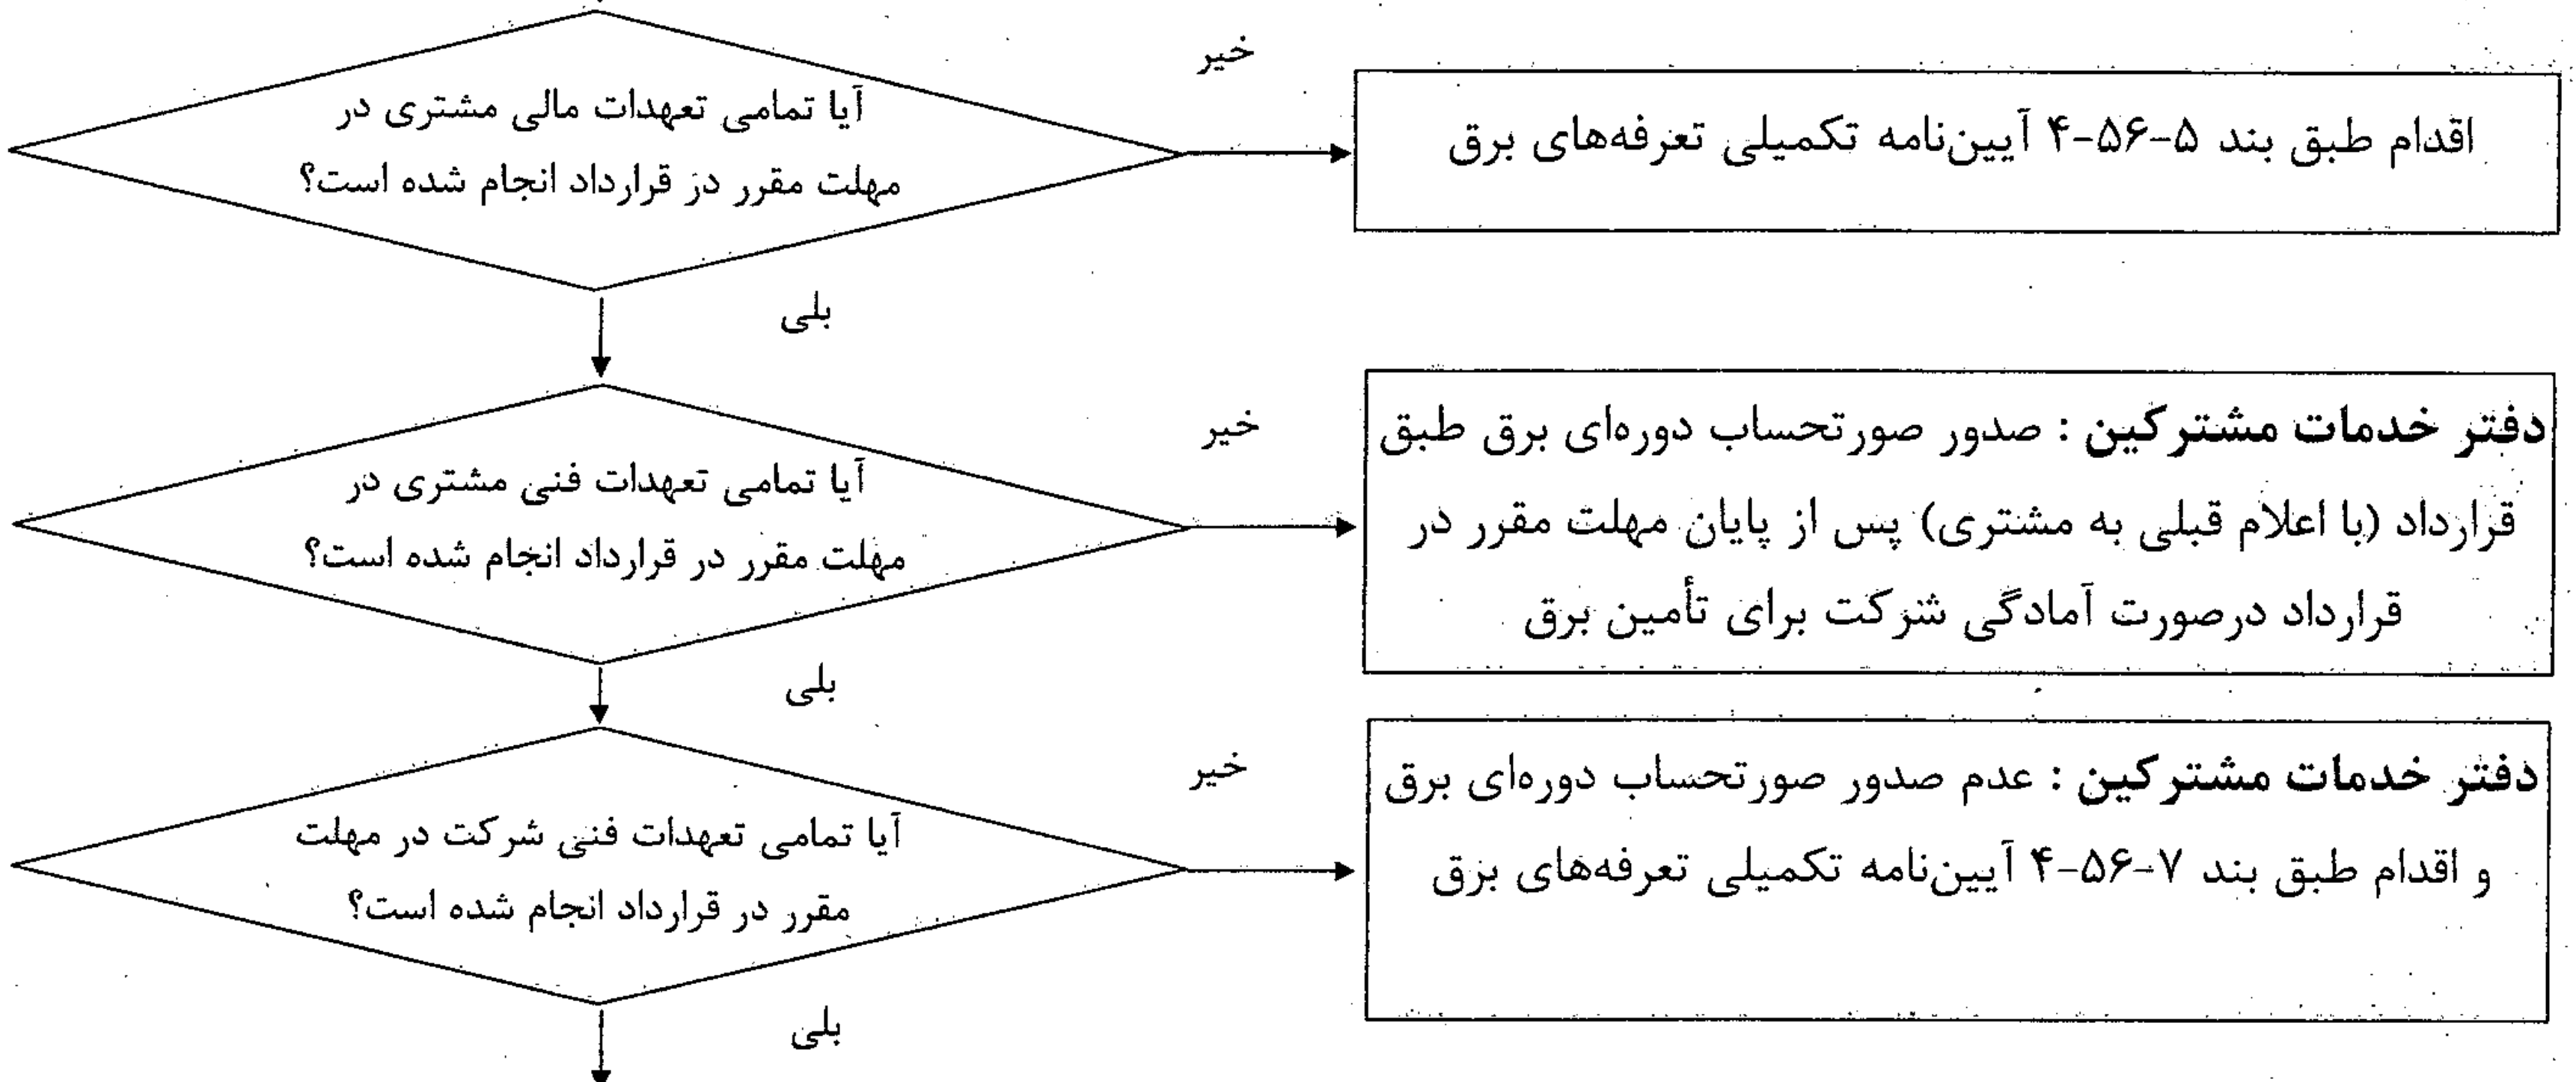 آیا تمامی تعهدات مالی مشتری در
مهلت مقرر در قرارداد انجام شده است؟
خیر
اقدام طبق بند ۵-۵۶-۴ آیین‌نامه تکمیلی تعرفه‌های برق
بلی
آیا تمامی تعهدات فنی مشتری در
مهلت مقرر در قرارداد انجام شده است؟
خیر
دفتر خدمات مشترکین : صدور صورتحساب دوره‌ای برق طبق
قرارداد (با اعلام قبلی به مشتری) پس از پایان مهلت مقرر در
قرارداد درصورت آمادگی شرکت برای تأمین برق
بلی
آیا تمامی تعهدات فنی شرکت در مهلت
مقرر در قرارداد انجام شده است؟
خیر
دفتر خدمات مشترکین : عدم صدور صورتحساب دوره‌ای برق
و اقدام طبق بند ۷-۵۶-۴ آیین‌نامه تکمیلی تعرفه‌های برق
بلی